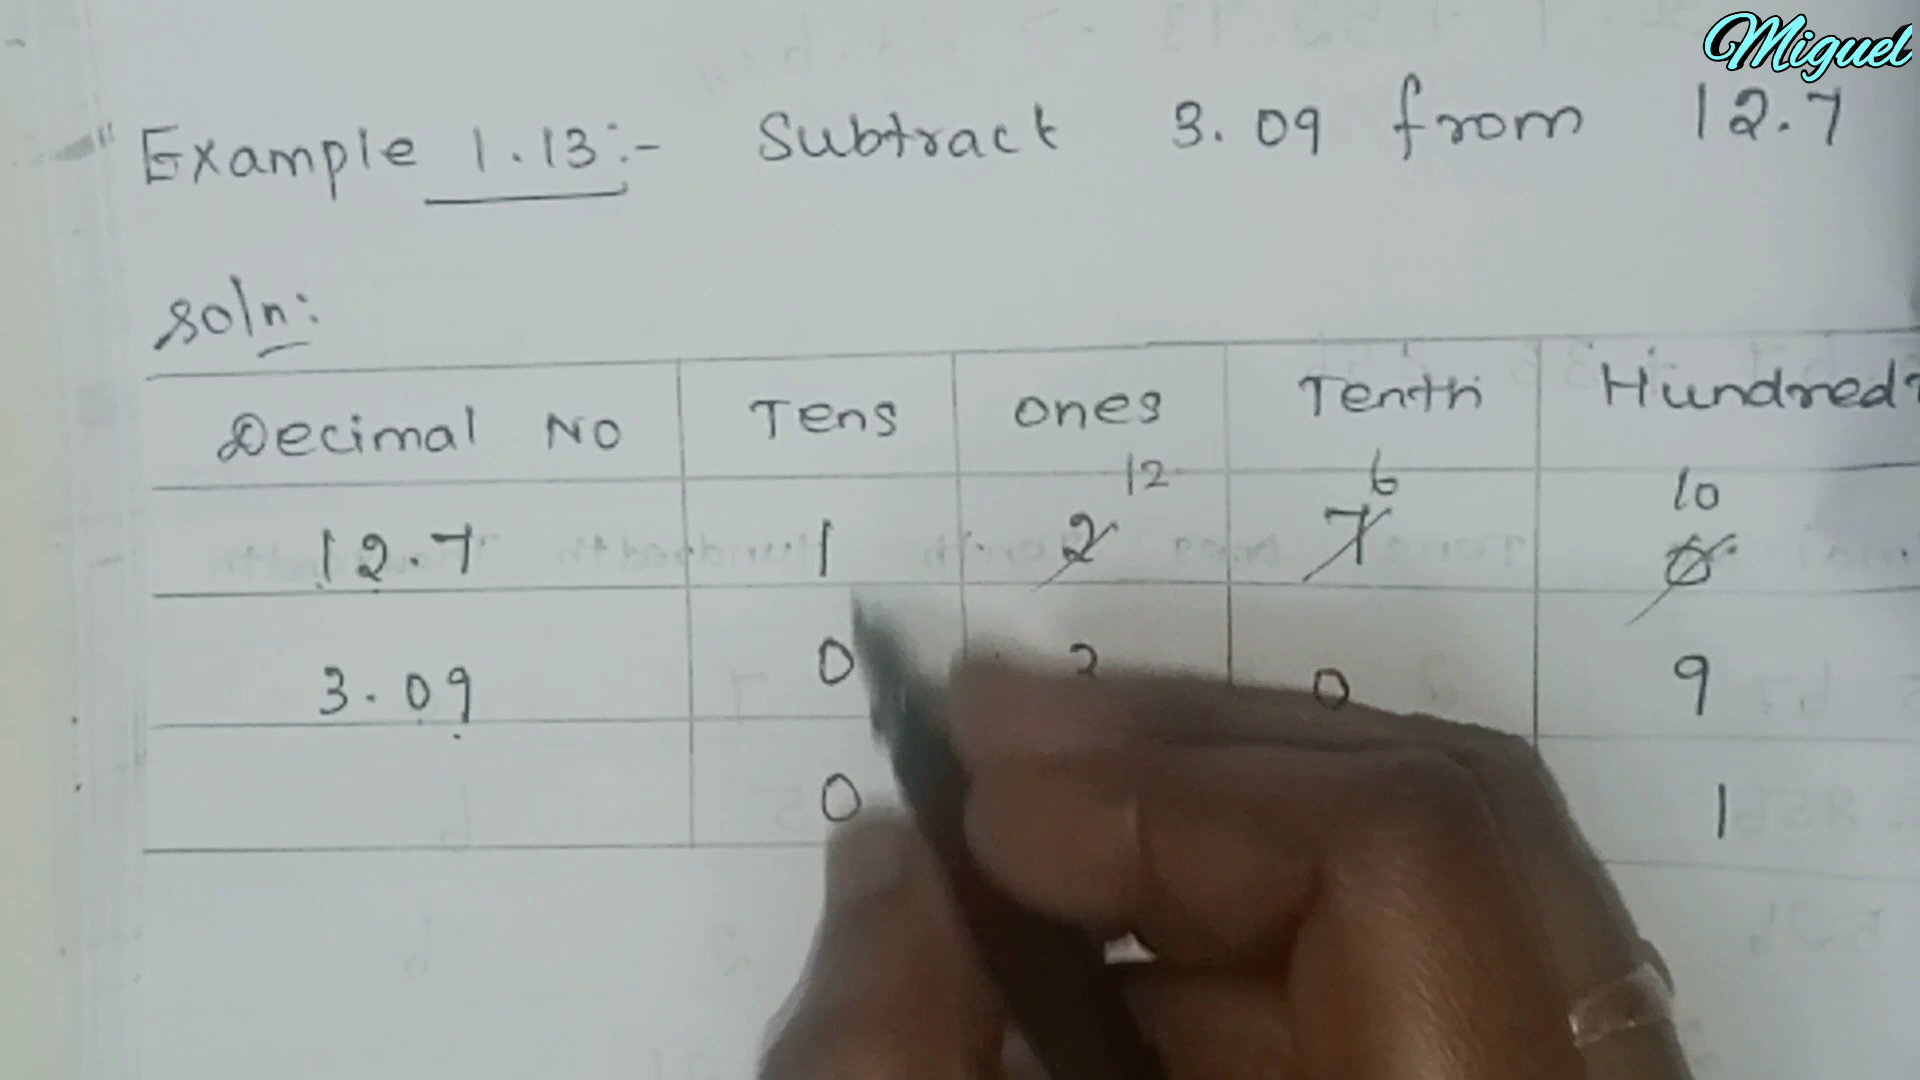 Miguel
Example 1.13:- Subtract 3.09 from 12.7
Soln:
Decimal No Tens Ones Tenth
12 6 10
12.7 1 2 7 0
3.09 0 3 0 9
0 1